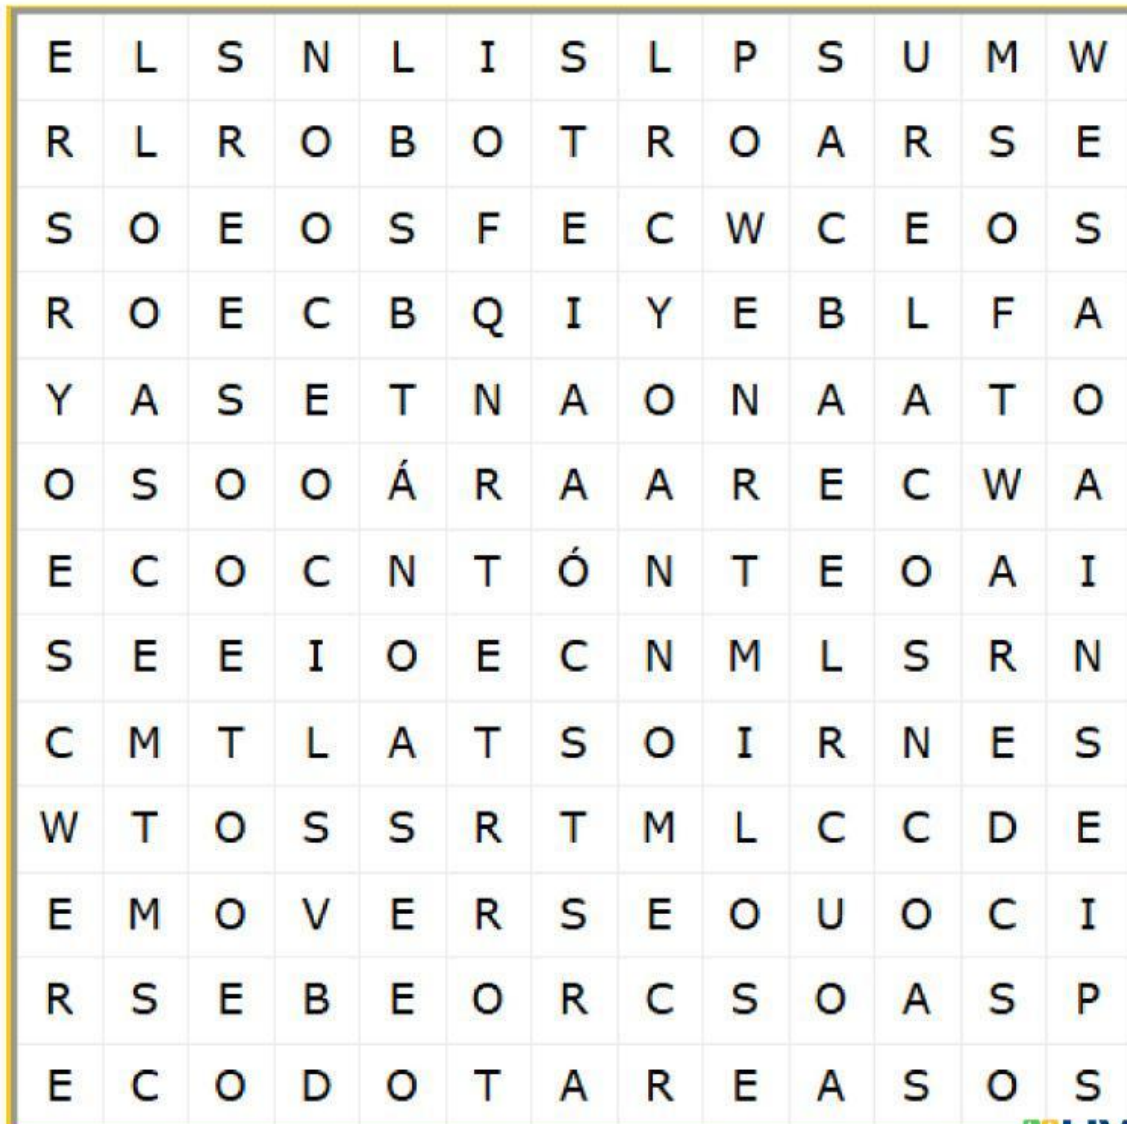 E L S N L I S L P S U M W
R L R O B O T R O A R S E
S O E O S F E C W C E O S
R O E C B Q I Y E B L F A
Y A S E T N A O N A A T O
O S O O Á R A A R E C W A
E C O C N T Ó N T E O A I
S E E I O E C N M L S R N
C M T L A T S O I R N E S
W T O S S R T M L C C D E
E M O V E R S E O U O C I
R S E B E O R C S O A S P
E C O D O T A R E A S O S